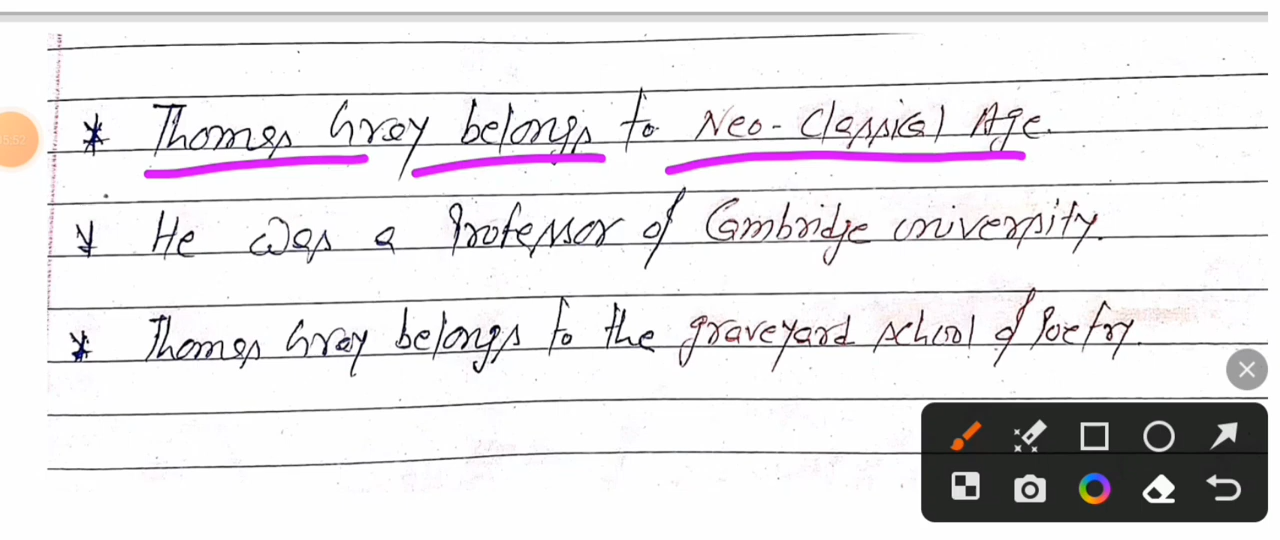 * Thomas Gray belongs to Neo-Classical Age.
* He was a Professor of Cambridge university.
* Thomas Gray belongs to the graveyard school of Poetry.